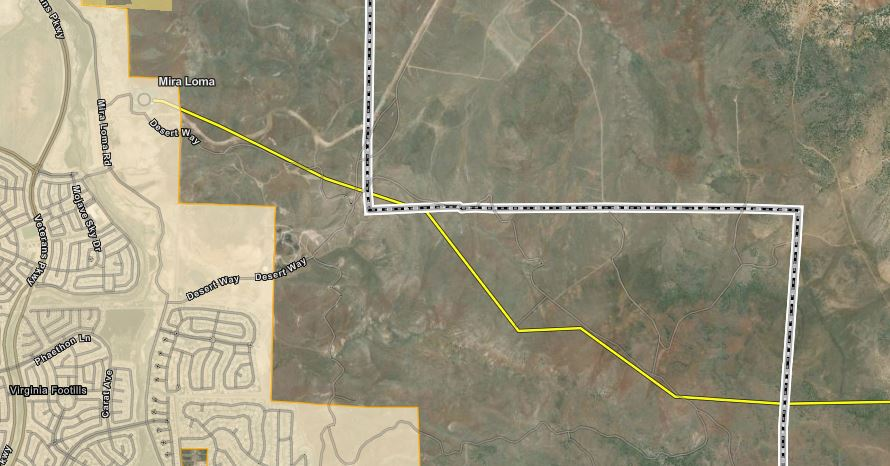 Mira Loma
Desert Way
Mira Loma Rd
Mojave Sky Dr
Veterans Pkwy
Desert Way
Desert Way
Phaethon Ln
Virginia Footills
Carat Ave